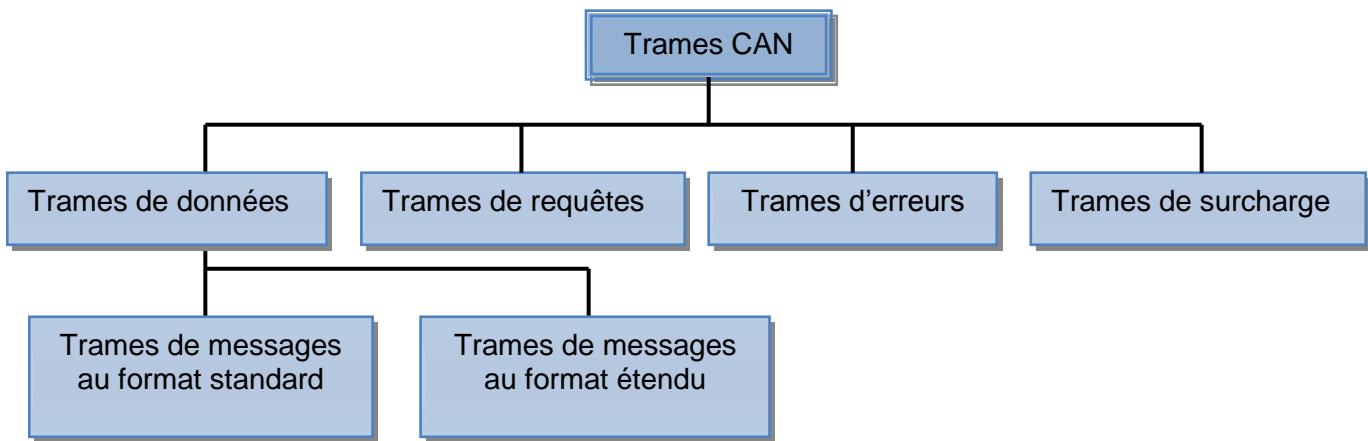 Trames CAN
Trames de données
Trames de requêtes
Trames d’erreurs
Trames de surcharge
Trames de messages
au format standard
Trames de messages
au format étendu